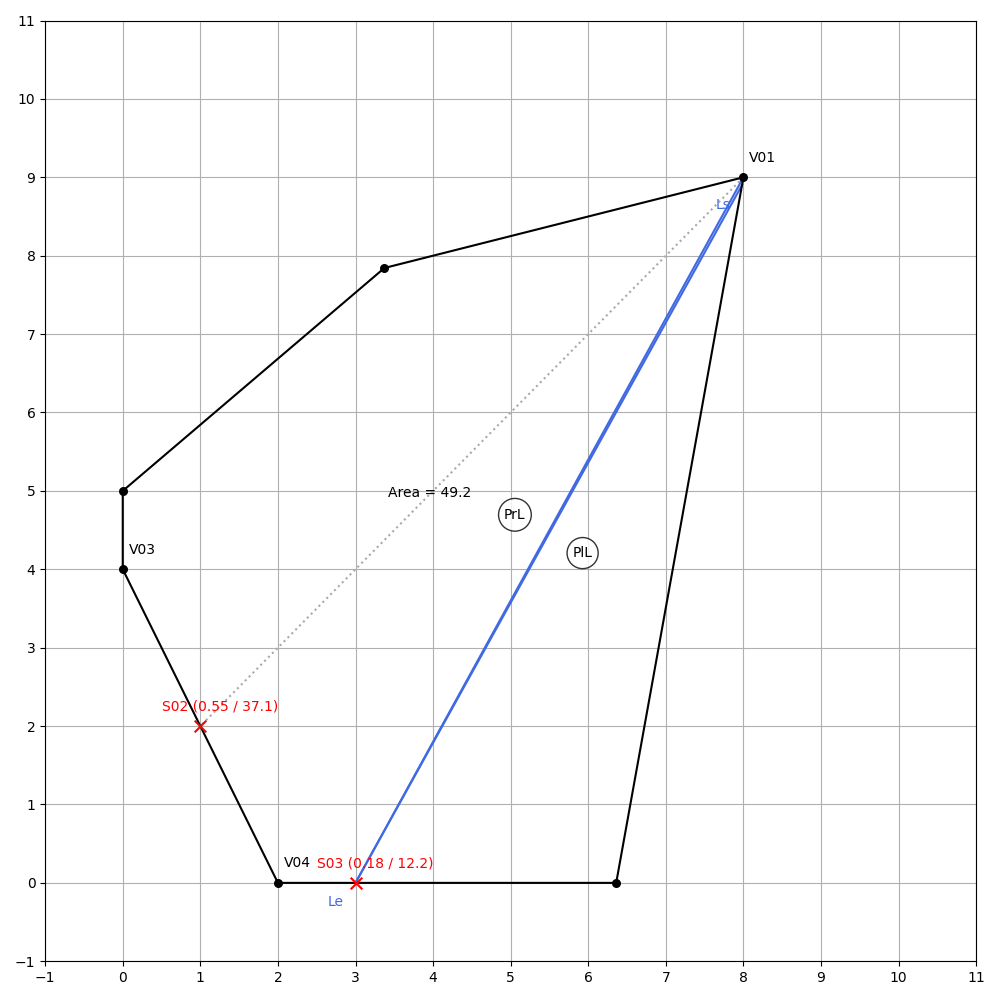 11
10
9
8
7
6
5
4
3
2
1
0
−1
V01
Ls
Area = 49.2
PrL
PlL
V03
S02 (0.55 / 37.1)
V04
S03 (0.18 / 12.2)
Le
−1 0 1 2 3 4 5 6 7 8 9 10 11